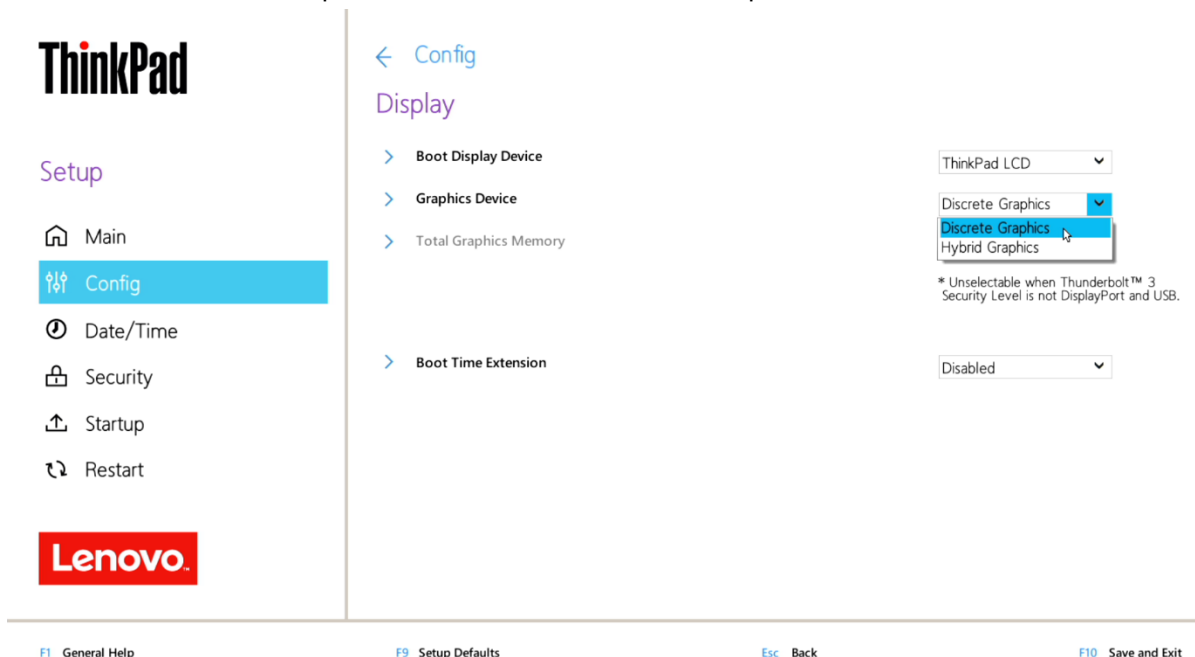 ThinkPad
Setup
Main
Config
Date/Time
Security
Startup
Restart
Lenovo™
Config
Display
Boot Display Device
ThinkPad LCD
Graphics Device
Discrete Graphics
Discrete Graphics
Hybrid Graphics
Total Graphics Memory
* Unselectable when Thunderbolt™ 3
Security Level is not DisplayPort and USB.
Boot Time Extension
Disabled
F1 General Help
F9 Setup Defaults
Esc Back
F10 Save and Exit